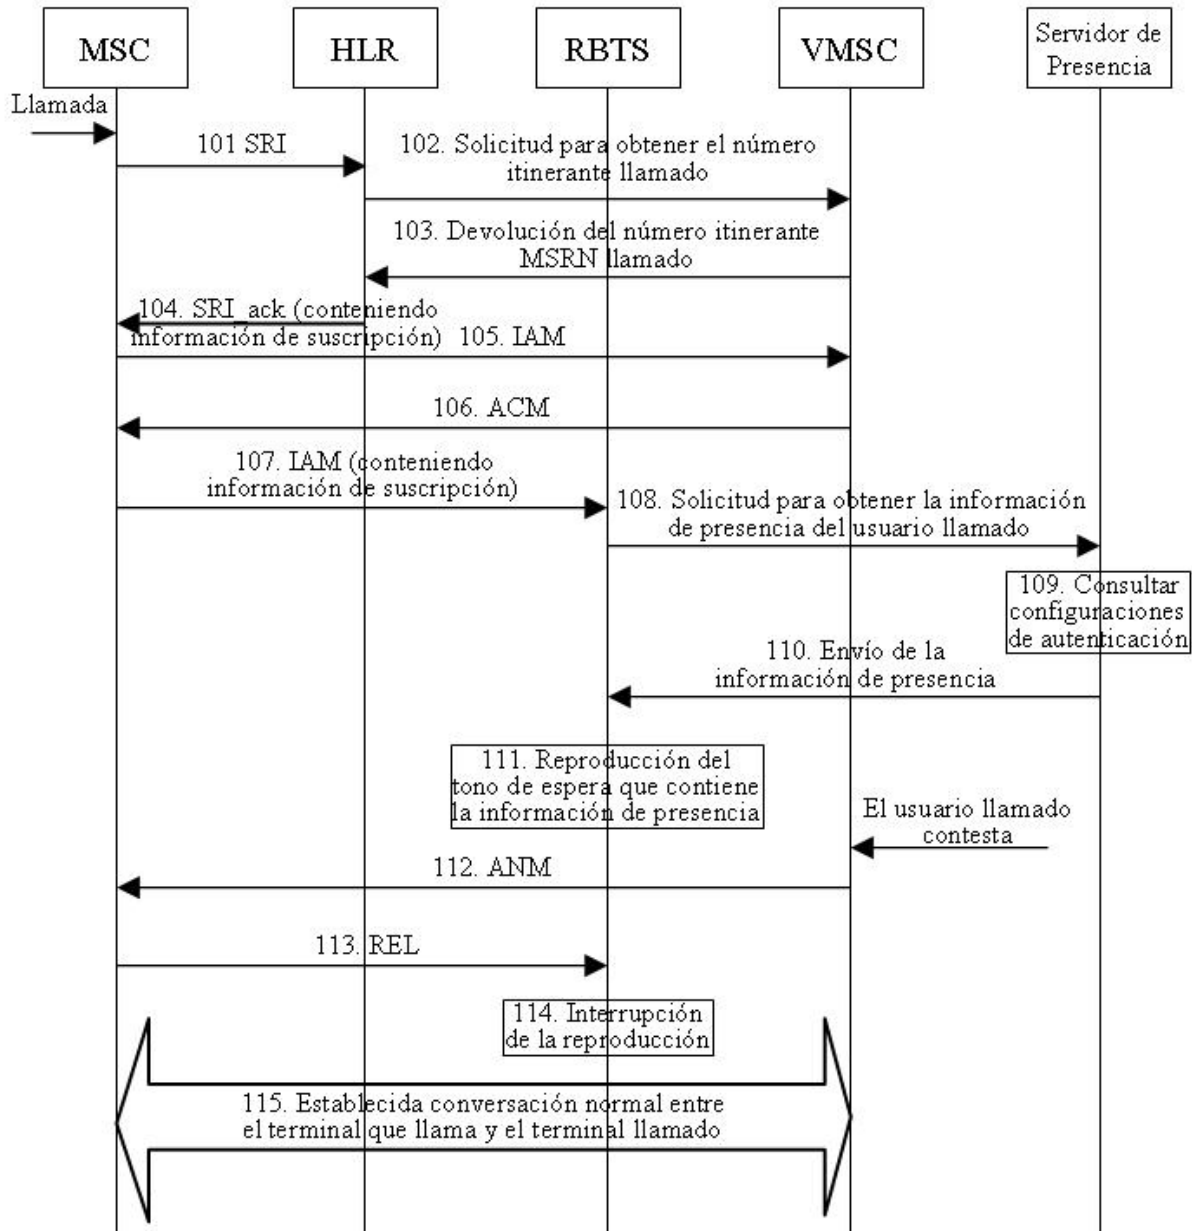 MSC
HLR
RBTS
VMSC
Servidor de
Presencia
Llamada
101 SRI
102. Solicitud para obtener el número
itinerante llamado
103. Devolución del número itinerante
MSRN llamado
104. SRI_ack (conteniendo
información de suscripción)
105. IAM
106. ACM
107. IAM (conteniendo
información de suscripción)
108. Solicitud para obtener la información
de presencia del usuario llamado
109. Consultar
configuraciones
de autenticación
110. Envío de la
información de presencia
111. Reproducción del
tono de espera que contiene
la información de presencia
El usuario llamado
contesta
112. ANM
113. REL
114. Interrupción
de la reproducción
115. Establecida conversación normal entre
el terminal que llama y el terminal llamado